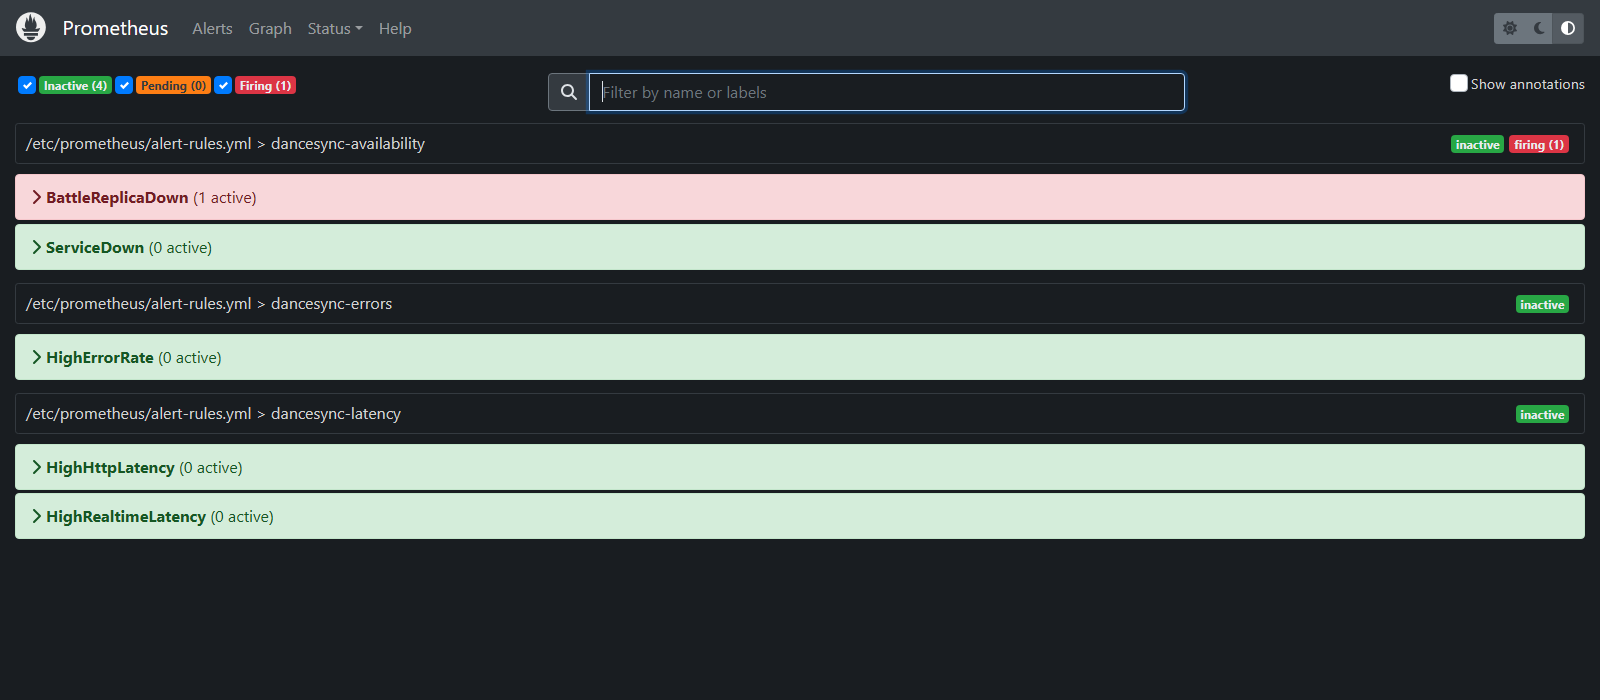 Prometheus Alerts Graph Status Help
Inactive (4) Pending (0) Firing (1) Filter by name or labels Show annotations
/etc/prometheus/alert-rules.yml > dancesync-availability inactive firing (1)
BattleReplicaDown (1 active)
ServiceDown (0 active)
/etc/prometheus/alert-rules.yml > dancesync-errors inactive
HighErrorRate (0 active)
/etc/prometheus/alert-rules.yml > dancesync-latency inactive
HighHttpLatency (0 active)
HighRealtimeLatency (0 active)